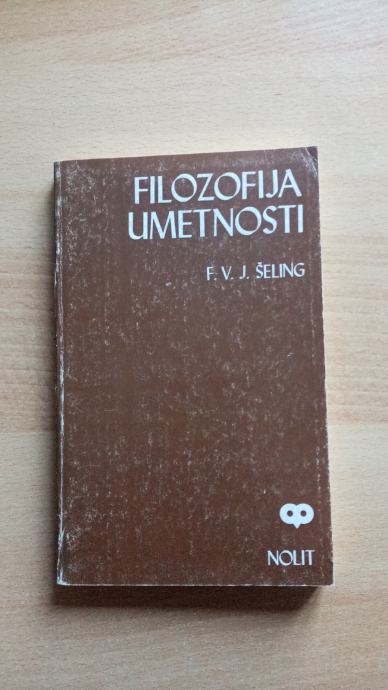 FILOZOFIJA
UMETNOSTI
F. V. J. ŠELING
NOLIT